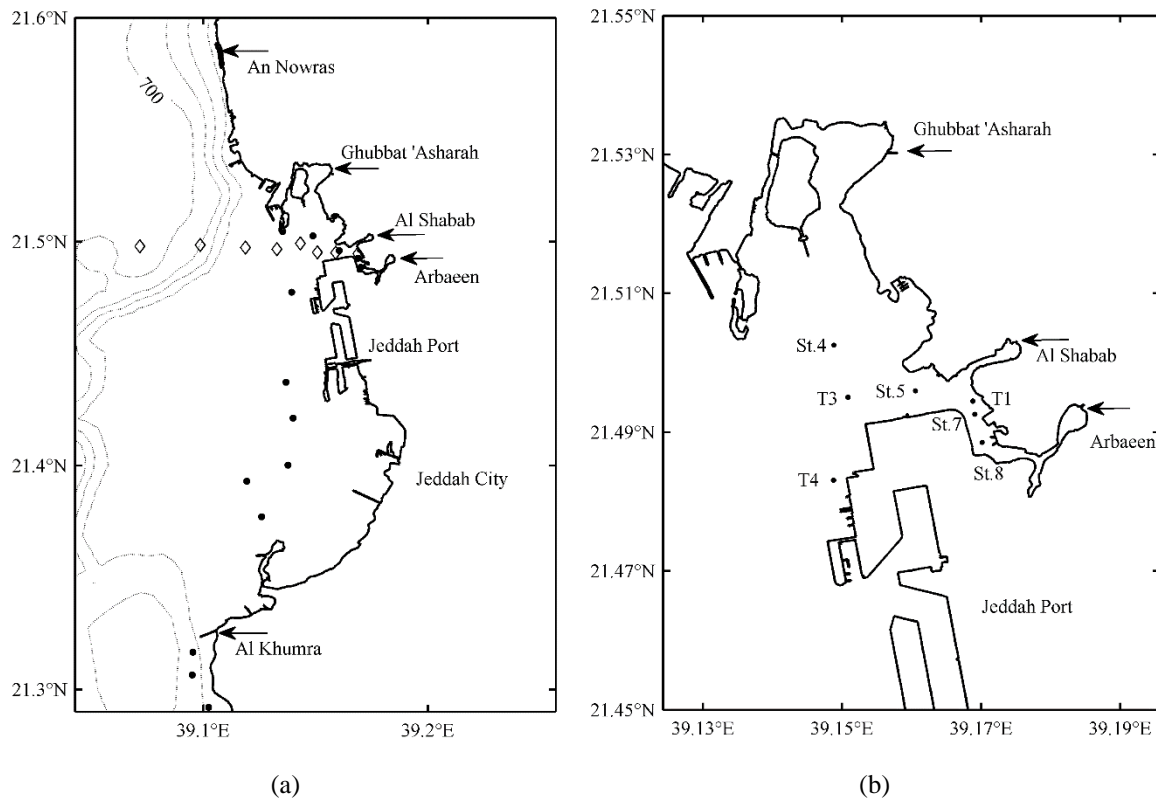 21.6°N
An Nowras
700
Ghubbat 'Asharah
Al Shabab
21.5°N
Arbaeen
Jeddah Port
21.4°N
Jeddah City
Al Khumra
21.3°N
39.1°E
39.2°E
(a)
21.55°N
Ghubbat 'Asharah
21.53°N
21.51°N
St.4
Al Shabab
T3
St.5
T1
St.7
Arbaeen
21.49°N
St.8
T4
21.47°N
Jeddah Port
21.45°N
39.13°E
39.15°E
39.17°E
39.19°E
(b)